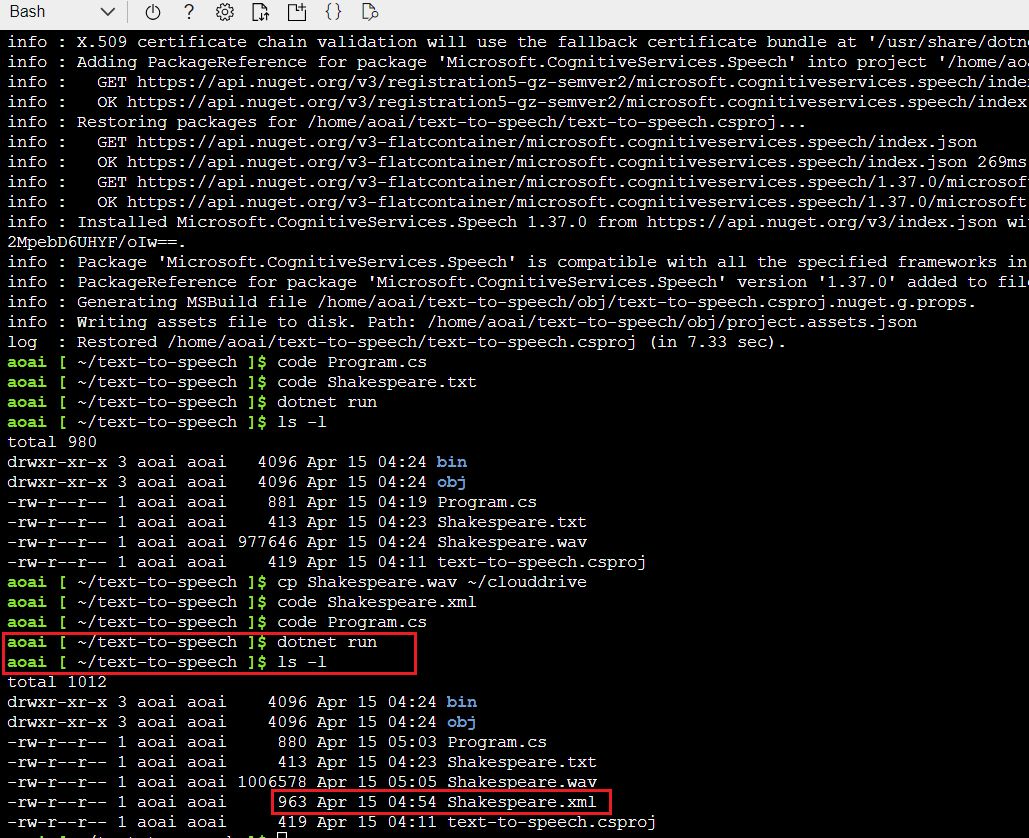 Bash
?
{}
info : X.509 certificate chain validation will use the fallback certificate bundle at '/usr/share/dotne
info : Adding PackageReference for package 'Microsoft.CognitiveServices.Speech' into project '/home/aoa
info :   GET https://api.nuget.org/v3/registration5-gz-semver2/microsoft.cognitiveservices.speech/index
info :   OK https://api.nuget.org/v3/registration5-gz-semver2/microsoft.cognitiveservices.speech/index
info : Restoring packages for /home/aoai/text-to-speech/text-to-speech.csproj...
info :   GET https://api.nuget.org/v3-flatcontainer/microsoft.cognitiveservices.speech/index.json
info :   OK https://api.nuget.org/v3-flatcontainer/microsoft.cognitiveservices.speech/index.json 269ms
info :   GET https://api.nuget.org/v3-flatcontainer/microsoft.cognitiveservices.speech/1.37.0/microsoft
info :   OK https://api.nuget.org/v3-flatcontainer/microsoft.cognitiveservices.speech/1.37.0/microsoft.
info : Installed Microsoft.CognitiveServices.Speech 1.37.0 from https://api.nuget.org/v3/index.json wi
2MpebD6UHYF/oIw==.
info : Package 'Microsoft.CognitiveServices.Speech' is compatible with all the specified frameworks in
info : PackageReference for package 'Microsoft.CognitiveServices.Speech' version '1.37.0' added to file
info : Generating MSBuild file /home/aoai/text-to-speech/obj/text-to-speech.csproj.nuget.g.props.
info : Writing assets file to disk. Path: /home/aoai/text-to-speech/obj/project.assets.json
log  : Restored /home/aoai/text-to-speech/text-to-speech.csproj (in 7.33 sec).
aoai [ ~/text-to-speech ]$ code Program.cs
aoai [ ~/text-to-speech ]$ code Shakespeare.txt
aoai [ ~/text-to-speech ]$ dotnet run
aoai [ ~/text-to-speech ]$ ls -l
total 980
drwxr-xr-x 3 aoai aoai   4096 Apr 15 04:24 bin
drwxr-xr-x 3 aoai aoai   4096 Apr 15 04:24 obj
-rw-r--r-- 1 aoai aoai    881 Apr 15 04:19 Program.cs
-rw-r--r-- 1 aoai aoai    413 Apr 15 04:23 Shakespeare.txt
-rw-r--r-- 1 aoai aoai 977646 Apr 15 04:24 Shakespeare.wav
-rw-r--r-- 1 aoai aoai    419 Apr 15 04:11 text-to-speech.csproj
aoai [ ~/text-to-speech ]$ cp Shakespeare.wav ~/clouddrive
aoai [ ~/text-to-speech ]$ code Shakespeare.xml
aoai [ ~/text-to-speech ]$ code Program.cs
aoai [ ~/text-to-speech ]$ dotnet run
aoai [ ~/text-to-speech ]$ ls -l
total 1012
drwxr-xr-x 3 aoai aoai    4096 Apr 15 04:24 bin
drwxr-xr-x 3 aoai aoai    4096 Apr 15 04:24 obj
-rw-r--r-- 1 aoai aoai     880 Apr 15 05:03 Program.cs
-rw-r--r-- 1 aoai aoai     413 Apr 15 04:23 Shakespeare.txt
-rw-r--r-- 1 aoai aoai 1006578 Apr 15 05:05 Shakespeare.wav
-rw-r--r-- 1 aoai aoai     963 Apr 15 04:54 Shakespeare.xml
-rw-r--r-- 1 aoai aoai     419 Apr 15 04:11 text-to-speech.csproj